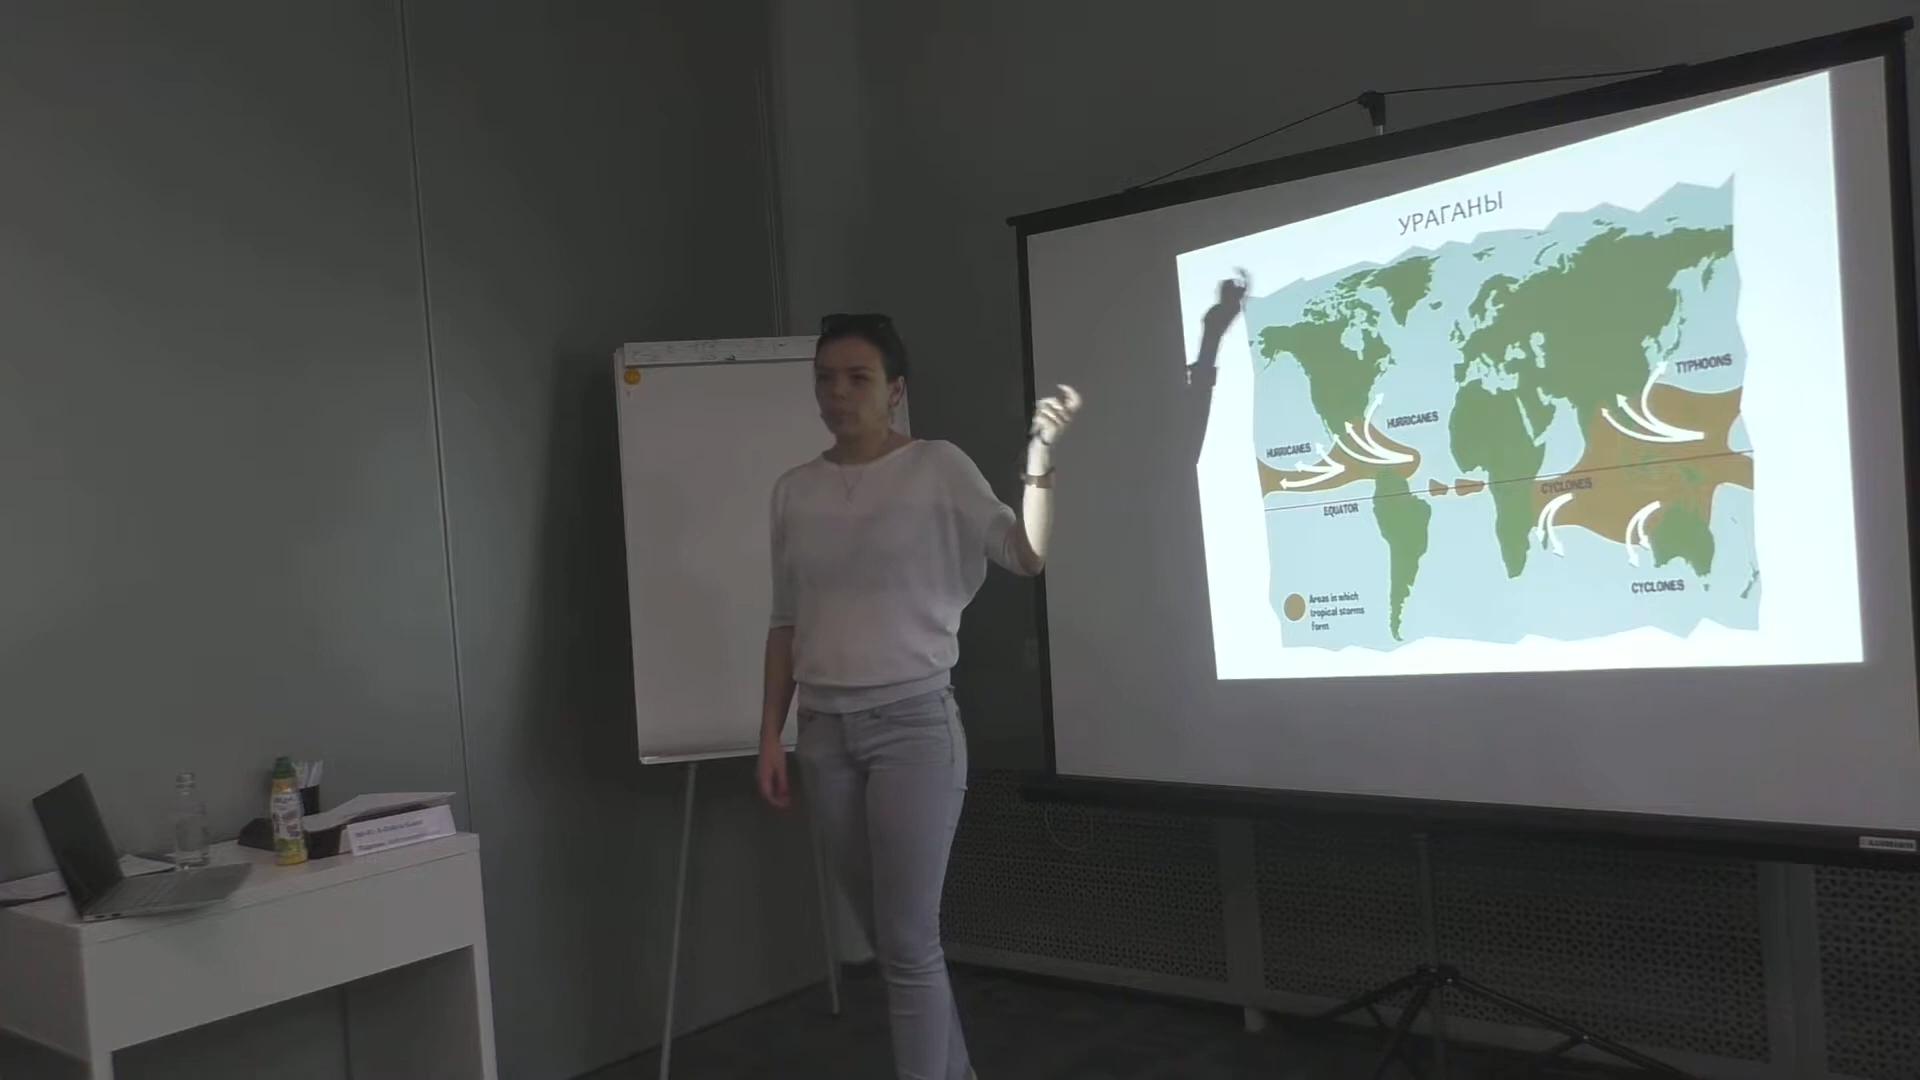 УРАГАНЫ
TYPHOONS
HURRICANES
HURRICANES
CYCLONES
EQUATOR
CYCLONES
Areas in which
tropical storms
form